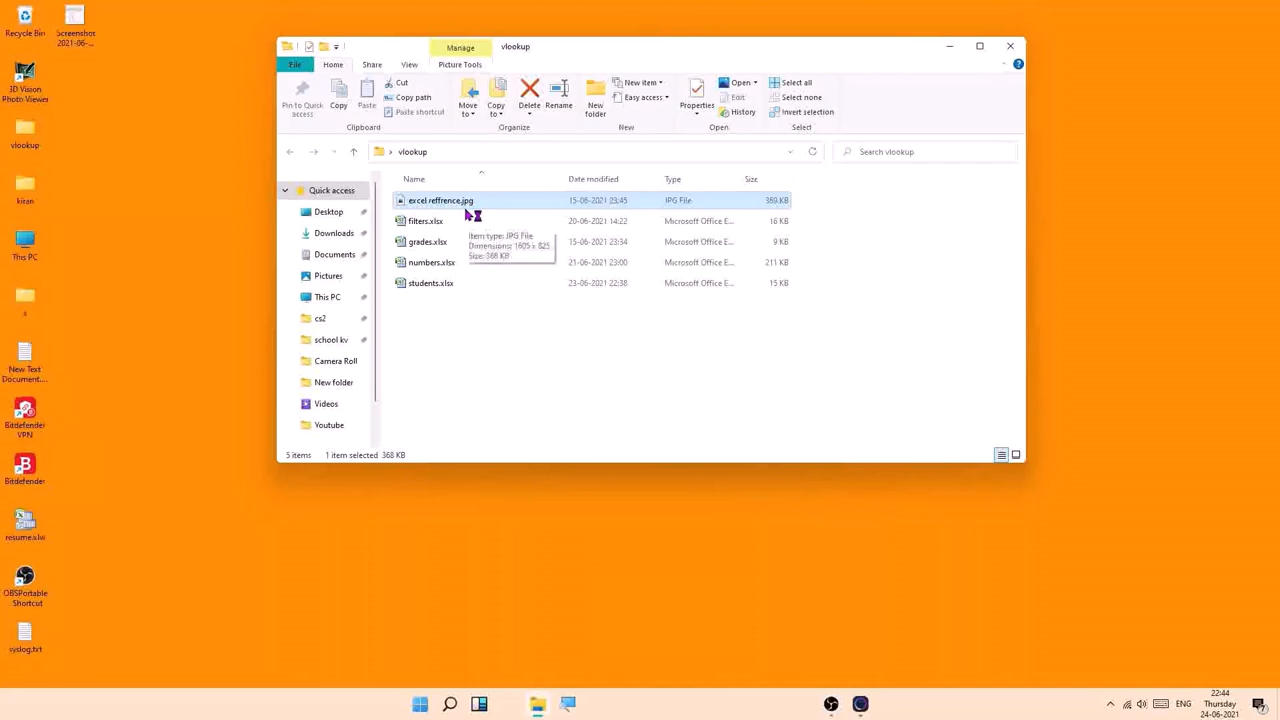 Recycle Bin
Screenshot
2021-06-...
3D Vision
Photo Viewer
vlookup
kiran
This PC
s
New Text
Document....
Bitdefender
VPN
Bitdefender
resume.xlw
OBSPortable
Shortcut
syslog.txt
Manage
vlookup
File
Home
Share
View
Picture Tools
Pin to Quick
access
Copy
Paste
Cut
Copy path
Paste shortcut
Clipboard
Move
to
Copy
to
Delete
Rename
Organize
New
folder
New item
Easy access
New
Properties
Open
Edit
History
Open
Select all
Select none
Invert selection
Select
vlookup
Search vlookup
Quick access
Desktop
Downloads
Documents
Pictures
This PC
cs2
school kv
Camera Roll
New folder
Videos
Youtube
Name Date modified Type Size
excel reffrence.jpg 15-06-2021 23:45 JPG File 369 KB
filters.xlsx 20-06-2021 14:22 Microsoft Office E... 16 KB
grades.xlsx 15-06-2021 23:34 Microsoft Office E... 9 KB
numbers.xlsx 21-06-2021 23:00 Microsoft Office E... 211 KB
students.xlsx 23-06-2021 22:38 Microsoft Office E... 15 KB
Item type: JPG File
Dimensions: 1605 x 825
Size: 368 KB
5 items 1 item selected 368 KB
ENG
22:44
Thursday
24-06-2021